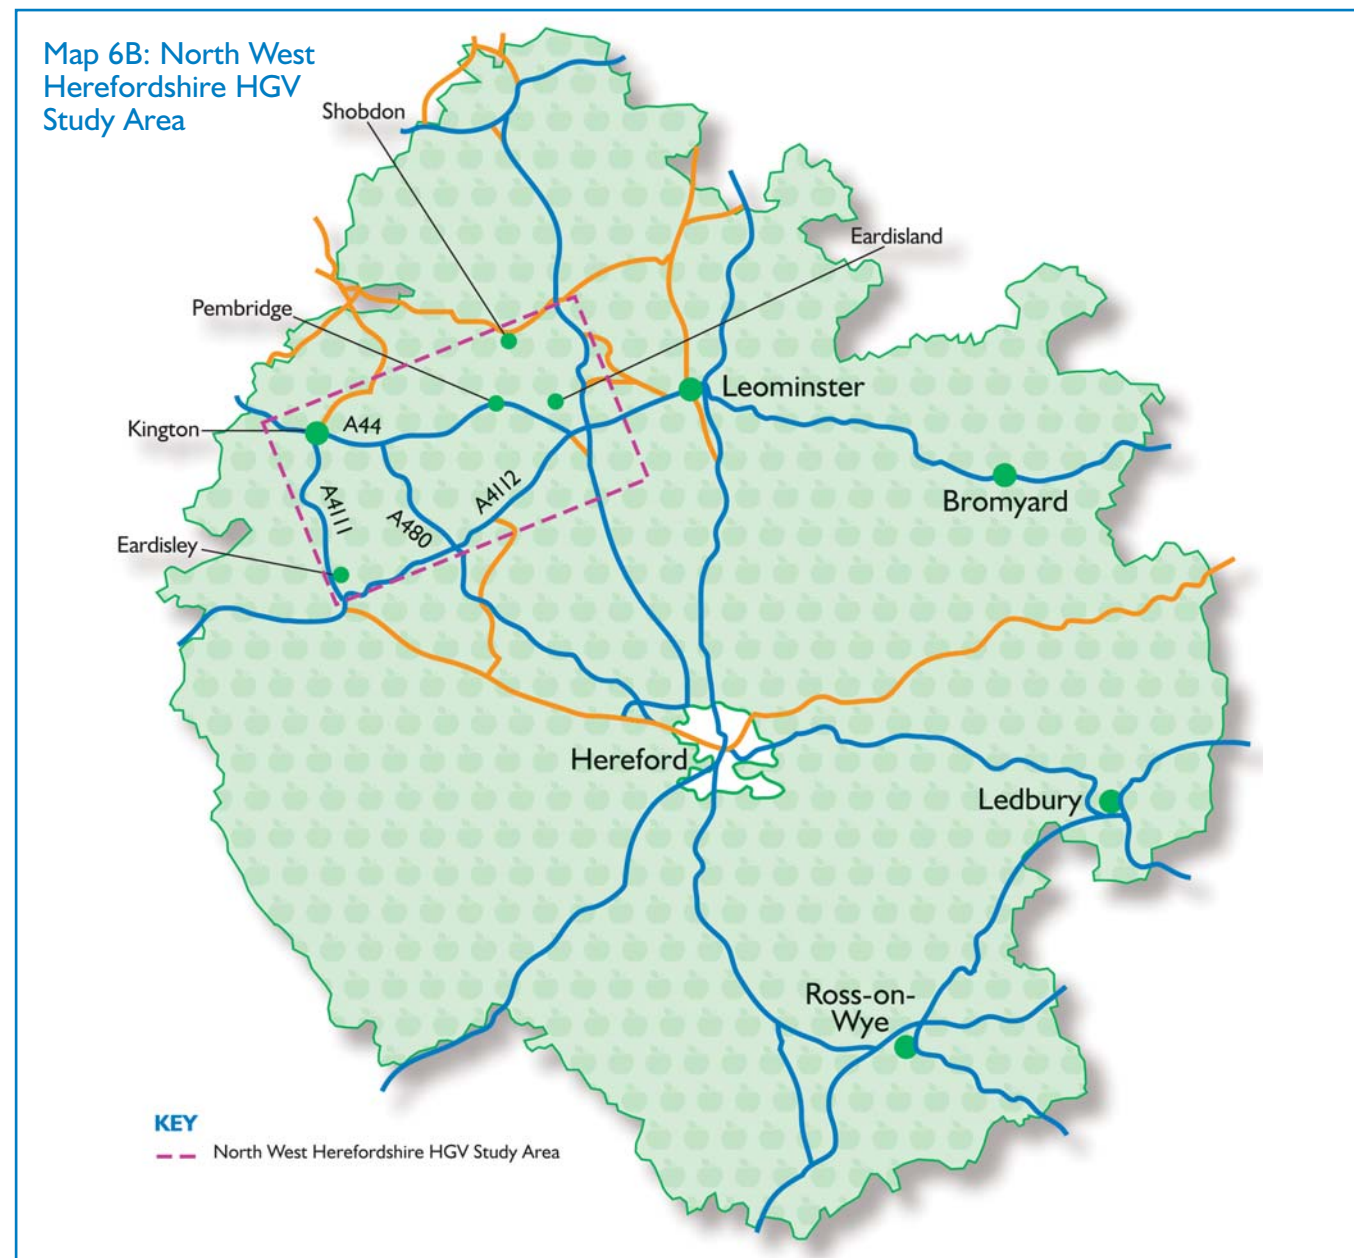 Map 6B: North West
Herefordshire HGV
Study Area
Shobdon
Eardisland
Pembridge
Leominster
Kington
A44
A4112
A4111
A480
Bromyard
Eardisley
Hereford
Ledbury
Ross-on-
Wye
KEY
North West Herefordshire HGV Study Area